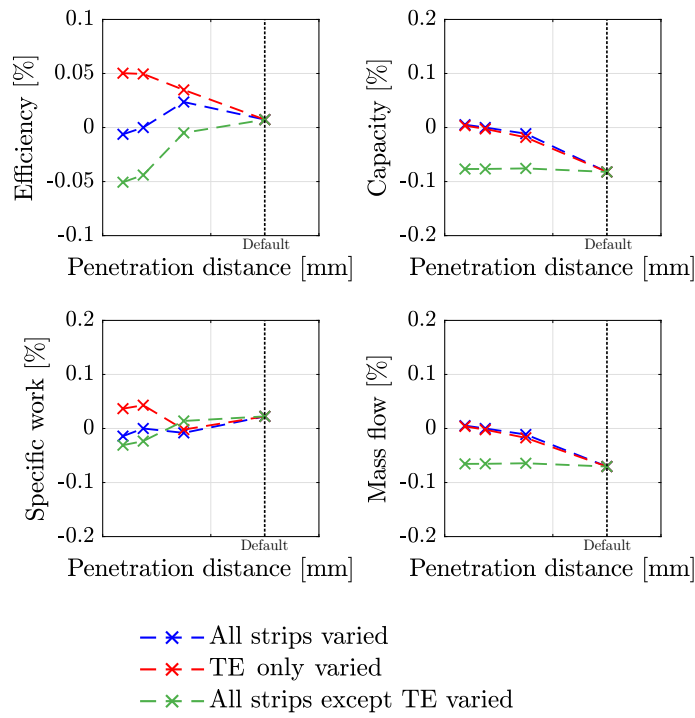 0.1
0.05
0
-0.05
-0.1
Efficiency [%]
Default
Penetration distance [mm]
0.2
0.1
0
-0.1
-0.2
Capacity [%]
Default
Penetration distance [mm]
0.2
0.1
0
-0.1
-0.2
Specific work [%]
Default
Penetration distance [mm]
0.2
0.1
0
-0.1
-0.2
Mass flow [%]
Default
Penetration distance [mm]
All strips varied
TE only varied
All strips except TE varied